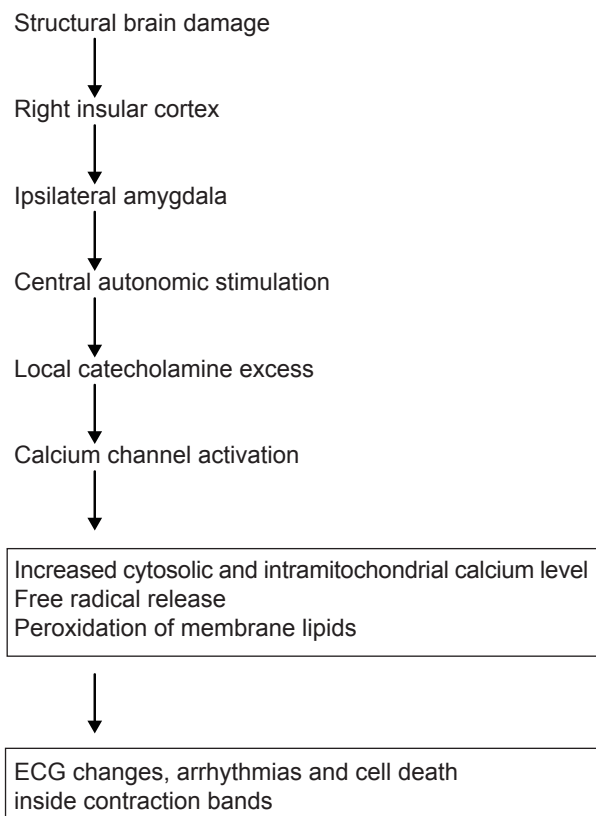 Structural brain damage
Right insular cortex
Ipsilateral amygdala
Central autonomic stimulation
Local catecholamine excess
Calcium channel activation
Increased cytosolic and intramitochondrial calcium level
Free radical release
Peroxidation of membrane lipids
ECG changes, arrhythmias and cell death
inside contraction bands